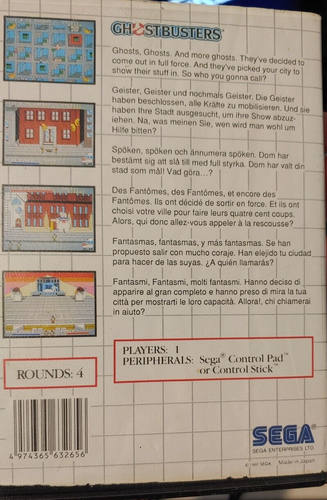 GHOSTBUSTERS
Ghosts, Ghosts. And more ghosts. They've decided to
come out in full force. And they've picked your city to
show their stuff in. So who you gonna call?
Geister, Geister und nochmals Geister. Die Geister
haben beschlossen, alle Kräfte zu mobilisieren. Und sie
haben Ihre Stadt ausgesucht, um ihre Show abzuz-
iehen. Na, was meinen Sie, wen wird man wohl um
Hilfe bitten?
Spöken, spöken och ännumera spöken. Dom har
bestämt sig att slå till med full styrka. Dom har valt din
stad som mål! Vad göra...?
Des Fantômes, des Fantômes, et encore des
Fantômes. Ils ont décidé de sortir en force. Et ils ont
choisi votre ville pour faire leurs quatre cent coups.
Alors, qui donc allez-vous appeler à la rescousse?
Fantasmas, fantasmas, y más fantasmas. Se han
propuesto salir con mucho coraje. Han elejido tu ciudad
para hacer de las suyas. ¿A quién llamarás?
Fantasmi, Fantasmi, molti fantasmi. Hanno deciso di
apparire al gran completo e hanno preso di mira la tua
città per mostrarti le loro capacità. Allora!, chi chiamerai
in aiuto?
ROUNDS: 4
PLAYERS: 1
PERIPHERALS: Sega® Control Pad™
or Control Stick™
4 974365 632656
SEGA®
SEGA ENTERPRISES LTD.
SEGA Made in Japan